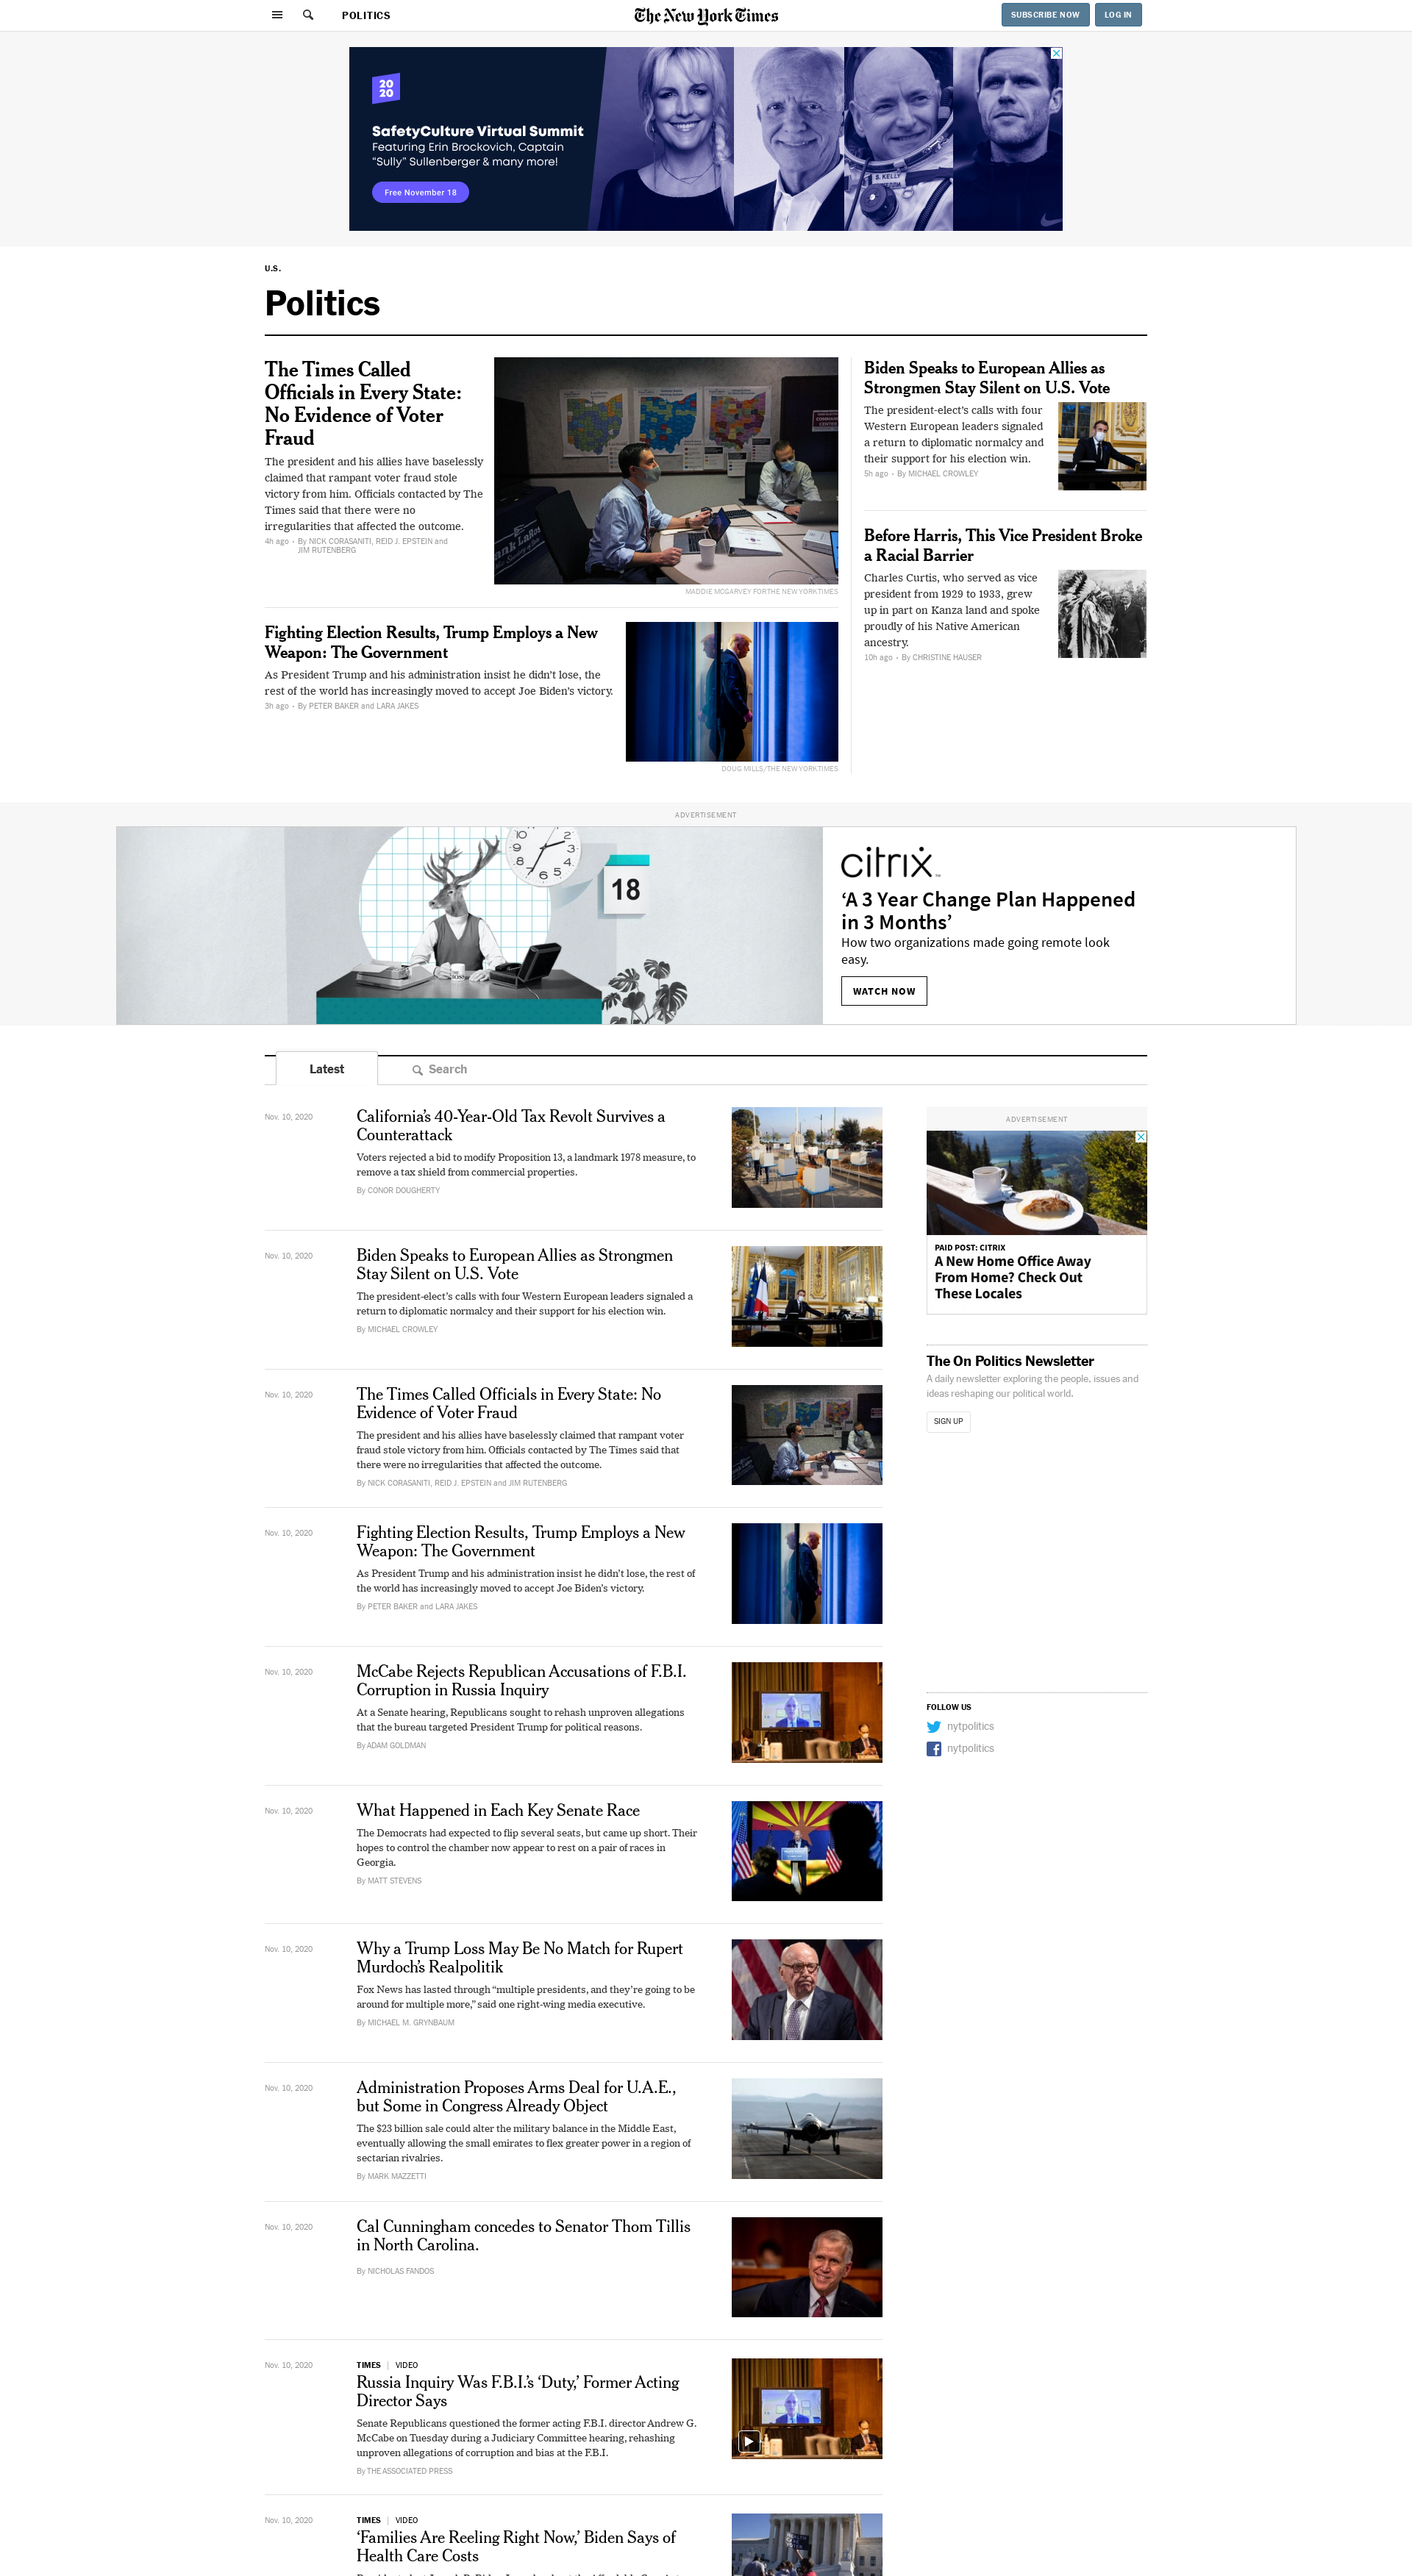 POLITICS
The New York Times
SUBSCRIBE NOW
LOG IN
20
20
SafetyCulture Virtual Summit
Featuring Erin Brockovich, Captain
“Sully” Sullenberger & many more!
Free November 18
S. KELLY
U.S.
Politics
The Times Called
Officials in Every State:
No Evidence of Voter
Fraud
The president and his allies have baselessly
claimed that rampant voter fraud stole
victory from him. Officials contacted by The
Times said that there were no
irregularities that affected the outcome.
4h ago • By NICK CORASANITI, REID J. EPSTEIN and
JIM RUTENBERG
MADDIE MCGARVEY FOR THE NEW YORK TIMES
Fighting Election Results, Trump Employs a New
Weapon: The Government
As President Trump and his administration insist he didn’t lose, the
rest of the world has increasingly moved to accept Joe Biden’s victory.
3h ago • By PETER BAKER and LARA JAKES
DOUG MILLS/THE NEW YORK TIMES
Biden Speaks to European Allies as
Strongmen Stay Silent on U.S. Vote
The president-elect’s calls with four
Western European leaders signaled
a return to diplomatic normalcy and
their support for his election win.
5h ago • By MICHAEL CROWLEY
Before Harris, This Vice President Broke
a Racial Barrier
Charles Curtis, who served as vice
president from 1929 to 1933, grew
up in part on Kanza land and spoke
proudly of his Native American
ancestry.
10h ago • By CHRISTINE HAUSER
ADVERTISEMENT
18
citrix
‘A 3 Year Change Plan Happened
in 3 Months’
How two organizations made going remote look
easy.
WATCH NOW
Latest
Search
Nov. 10, 2020
California’s 40-Year-Old Tax Revolt Survives a
Counterattack
Voters rejected a bid to modify Proposition 13, a landmark 1978 measure, to
remove a tax shield from commercial properties.
By CONOR DOUGHERTY
Nov. 10, 2020
Biden Speaks to European Allies as Strongmen
Stay Silent on U.S. Vote
The president-elect’s calls with four Western European leaders signaled a
return to diplomatic normalcy and their support for his election win.
By MICHAEL CROWLEY
Nov. 10, 2020
The Times Called Officials in Every State: No
Evidence of Voter Fraud
The president and his allies have baselessly claimed that rampant voter
fraud stole victory from him. Officials contacted by The Times said that
there were no irregularities that affected the outcome.
By NICK CORASANITI, REID J. EPSTEIN and JIM RUTENBERG
Nov. 10, 2020
Fighting Election Results, Trump Employs a New
Weapon: The Government
As President Trump and his administration insist he didn’t lose, the rest of
the world has increasingly moved to accept Joe Biden’s victory.
By PETER BAKER and LARA JAKES
Nov. 10, 2020
McCabe Rejects Republican Accusations of F.B.I.
Corruption in Russia Inquiry
At a Senate hearing, Republicans sought to rehash unproven allegations
that the bureau targeted President Trump for political reasons.
By ADAM GOLDMAN
Nov. 10, 2020
What Happened in Each Key Senate Race
The Democrats had expected to flip several seats, but came up short. Their
hopes to control the chamber now appear to rest on a pair of races in
Georgia.
By MATT STEVENS
Nov. 10, 2020
Why a Trump Loss May Be No Match for Rupert
Murdoch’s Realpolitik
Fox News has lasted through “multiple presidents, and they’re going to be
around for multiple more,” said one right-wing media executive.
By MICHAEL M. GRYNBAUM
Nov. 10, 2020
Administration Proposes Arms Deal for U.A.E.,
but Some in Congress Already Object
The $23 billion sale could alter the military balance in the Middle East,
eventually allowing the small emirates to flex greater power in a region of
sectarian rivalries.
By MARK MAZZETTI
Nov. 10, 2020
Cal Cunningham concedes to Senator Thom Tillis
in North Carolina.
By NICHOLAS FANDOS
Nov. 10, 2020
TIMES | VIDEO
Russia Inquiry Was F.B.I.’s ‘Duty,’ Former Acting
Director Says
Senate Republicans questioned the former acting F.B.I. director Andrew G.
McCabe on Tuesday during a Judiciary Committee hearing, rehashing
unproven allegations of corruption and bias at the F.B.I.
By THE ASSOCIATED PRESS
Nov. 10, 2020
TIMES | VIDEO
‘Families Are Reeling Right Now,’ Biden Says of
Health Care Costs
ADVERTISEMENT
PAID POST: CITRIX
A New Home Office Away
From Home? Check Out
These Locales
The On Politics Newsletter
A daily newsletter exploring the people, issues and
ideas reshaping our political world.
SIGN UP
FOLLOW US
nytpolitics
nytpolitics